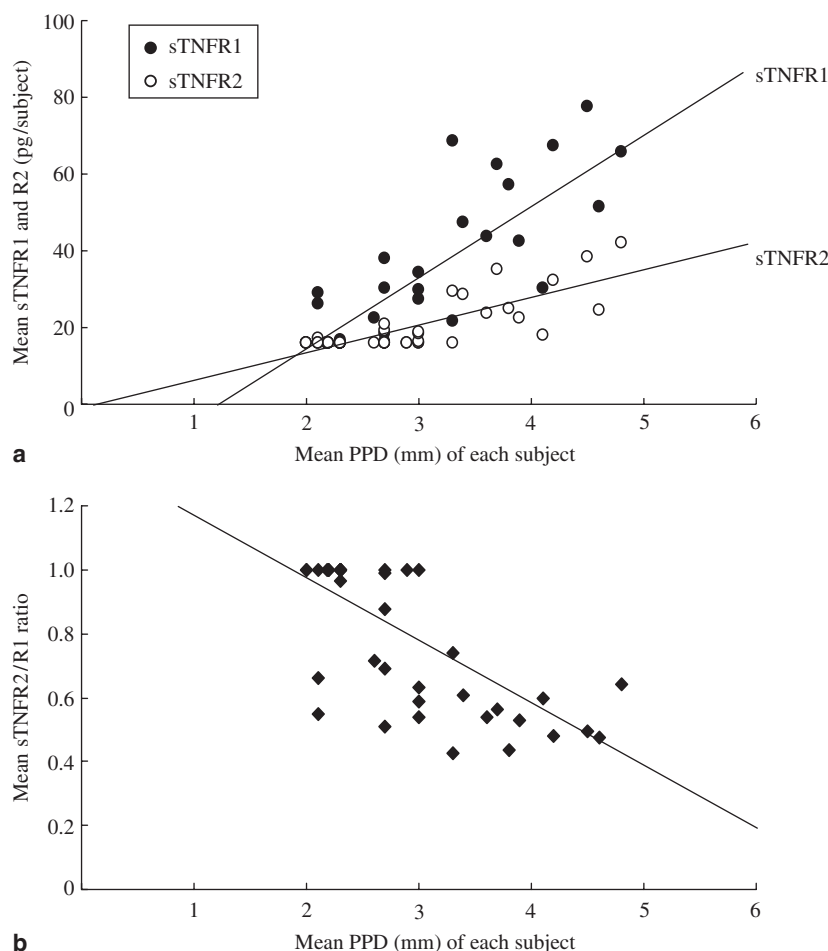 100
80
60
40
20
0
Mean sTNFR1 and R2 (pg/subject)
sTNFR1
sTNFR2
sTNFR1
sTNFR2
1 2 3 4 5 6
Mean PPD (mm) of each subject
a
1.2
1.0
0.8
0.6
0.4
0.2
0
Mean sTNFR2/R1 ratio
1 2 3 4 5 6
Mean PPD (mm) of each subject
b